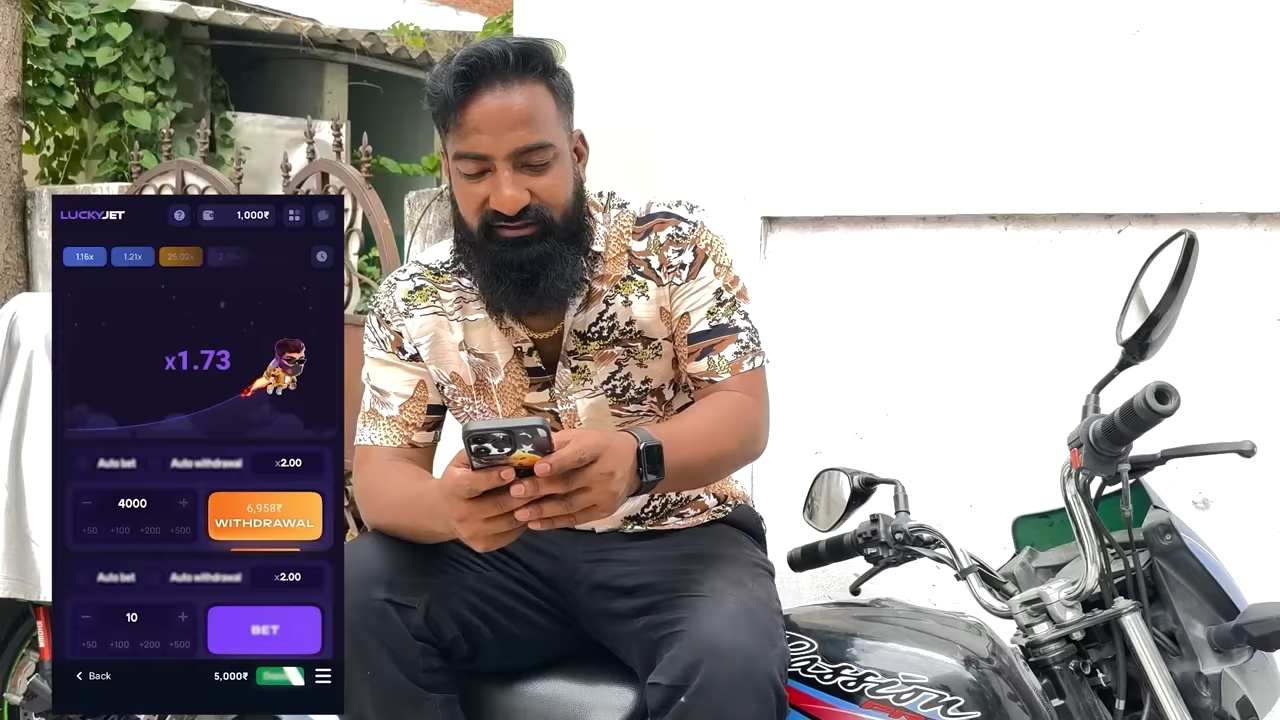 LUCKYJET
1,000₹
1.16x 1.21x 25.02x
x1.73
Auto bet Auto withdrawal x2.00
− 4000 +
6,958₹
WITHDRAWAL
+50 +100 +200 +500
Auto bet Auto withdrawal x2.00
− 10 +
BET
+50 +100 +200 +500
Back 5,000₹
Passion